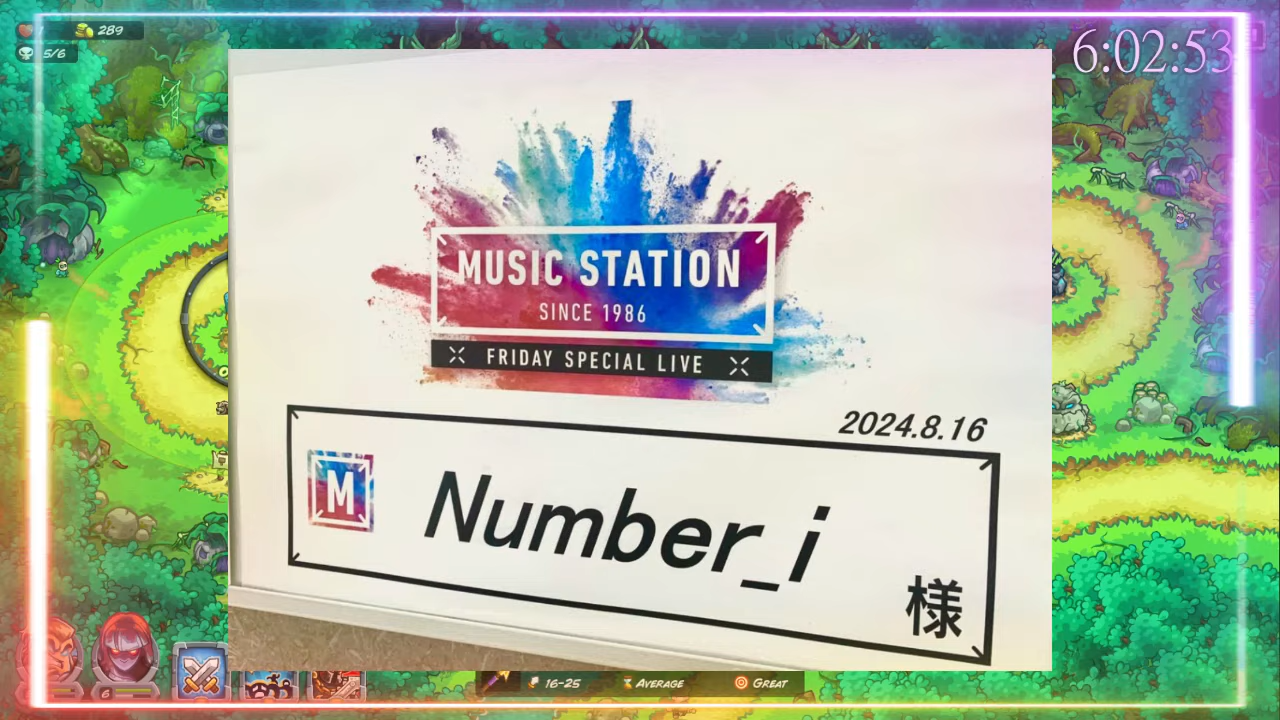 289
5/6
6:02:53
MUSIC STATION
SINCE 1986
FRIDAY SPECIAL LIVE
2024.8.16
M
Number_i
様
6
16-25
AVERAGE
GREAT